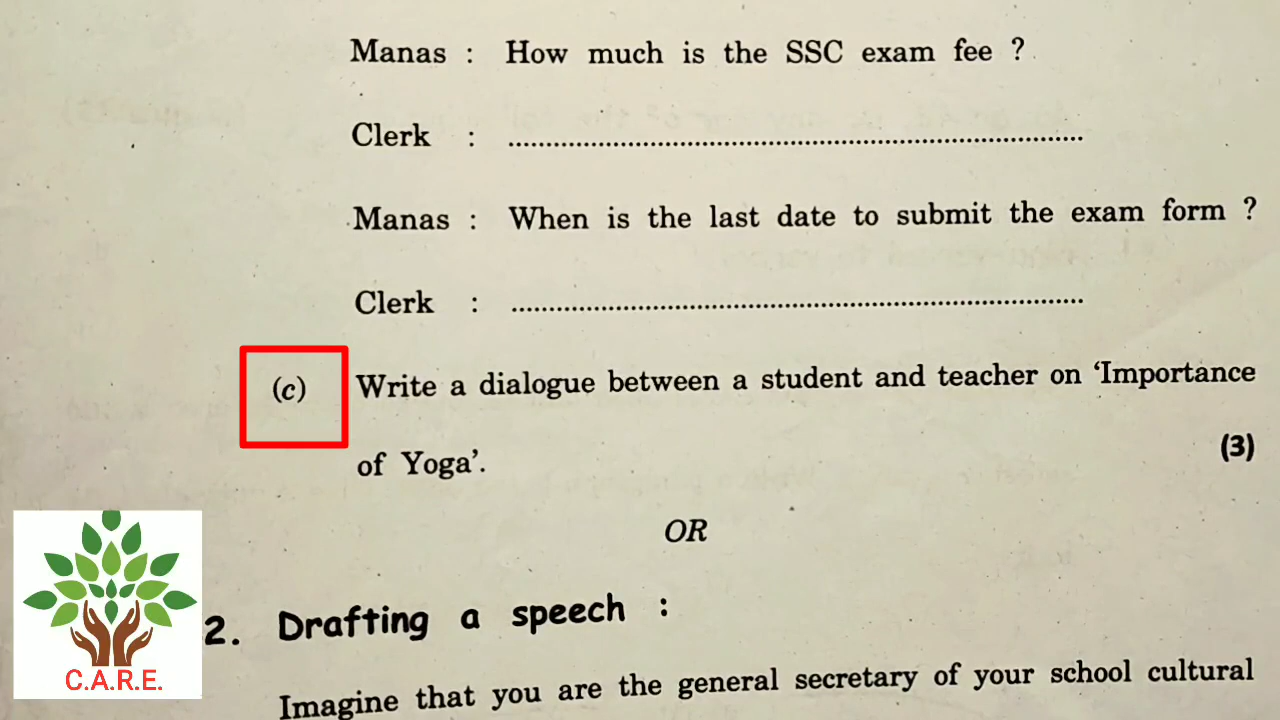 Manas : How much is the SSC exam fee ?
Clerk : ................................................................................
Manas : When is the last date to submit the exam form ?
Clerk : ................................................................................
(c) Write a dialogue between a student and teacher on ‘Importance
of Yoga’.
(3)
OR
2. Drafting a speech :
Imagine that you are the general secretary of your school cultural
C.A.R.E.